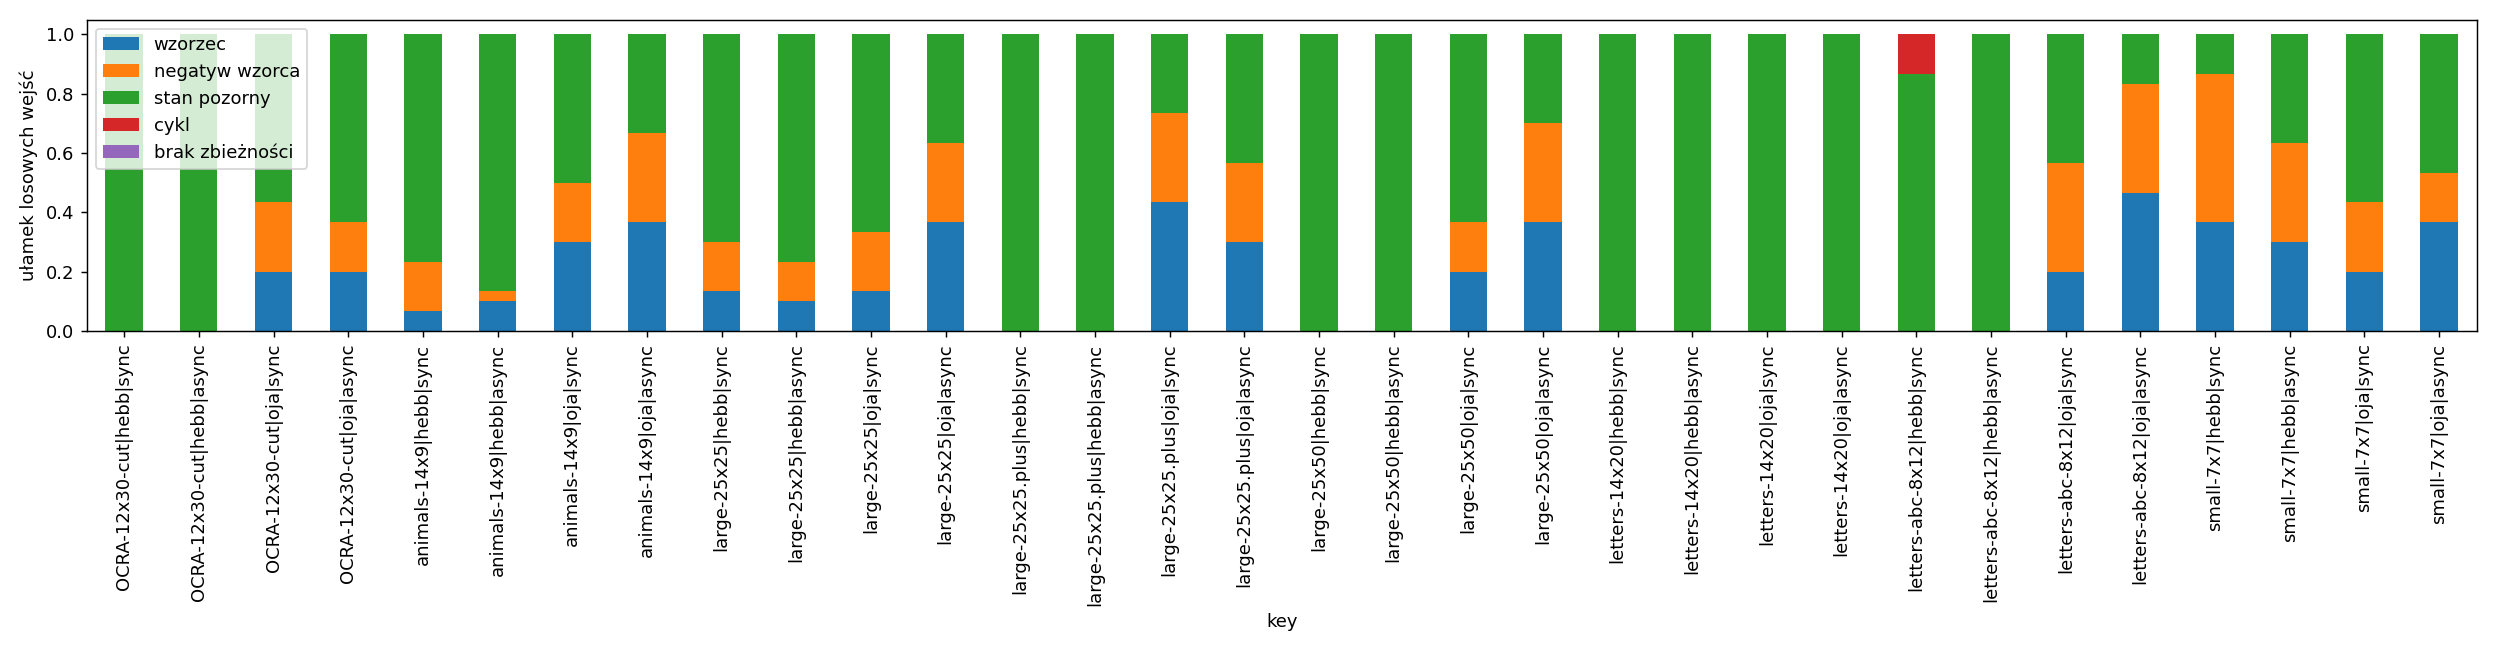 ułamek losowych wejść
1.0
0.8
0.6
0.4
0.2
0.0
wzorzec
negatyw wzorca
stan pozorny
cykl
brak zbieżności
OCRA-12x30-cut|hebb|sync
OCRA-12x30-cut|hebb|async
OCRA-12x30-cut|oja|sync
OCRA-12x30-cut|oja|async
animals-14x9|hebb|sync
animals-14x9|hebb|async
animals-14x9|oja|sync
animals-14x9|oja|async
large-25x25|hebb|sync
large-25x25|hebb|async
large-25x25|oja|sync
large-25x25|oja|async
large-25x25.plus|hebb|sync
large-25x25.plus|hebb|async
large-25x25.plus|oja|sync
large-25x25.plus|oja|async
large-25x50|hebb|sync
large-25x50|hebb|async
large-25x50|oja|sync
large-25x50|oja|async
letters-14x20|hebb|sync
letters-14x20|hebb|async
letters-14x20|oja|sync
letters-14x20|oja|async
letters-abc-8x12|hebb|sync
letters-abc-8x12|hebb|async
letters-abc-8x12|oja|sync
letters-abc-8x12|oja|async
small-7x7|hebb|sync
small-7x7|hebb|async
small-7x7|oja|sync
small-7x7|oja|async
key